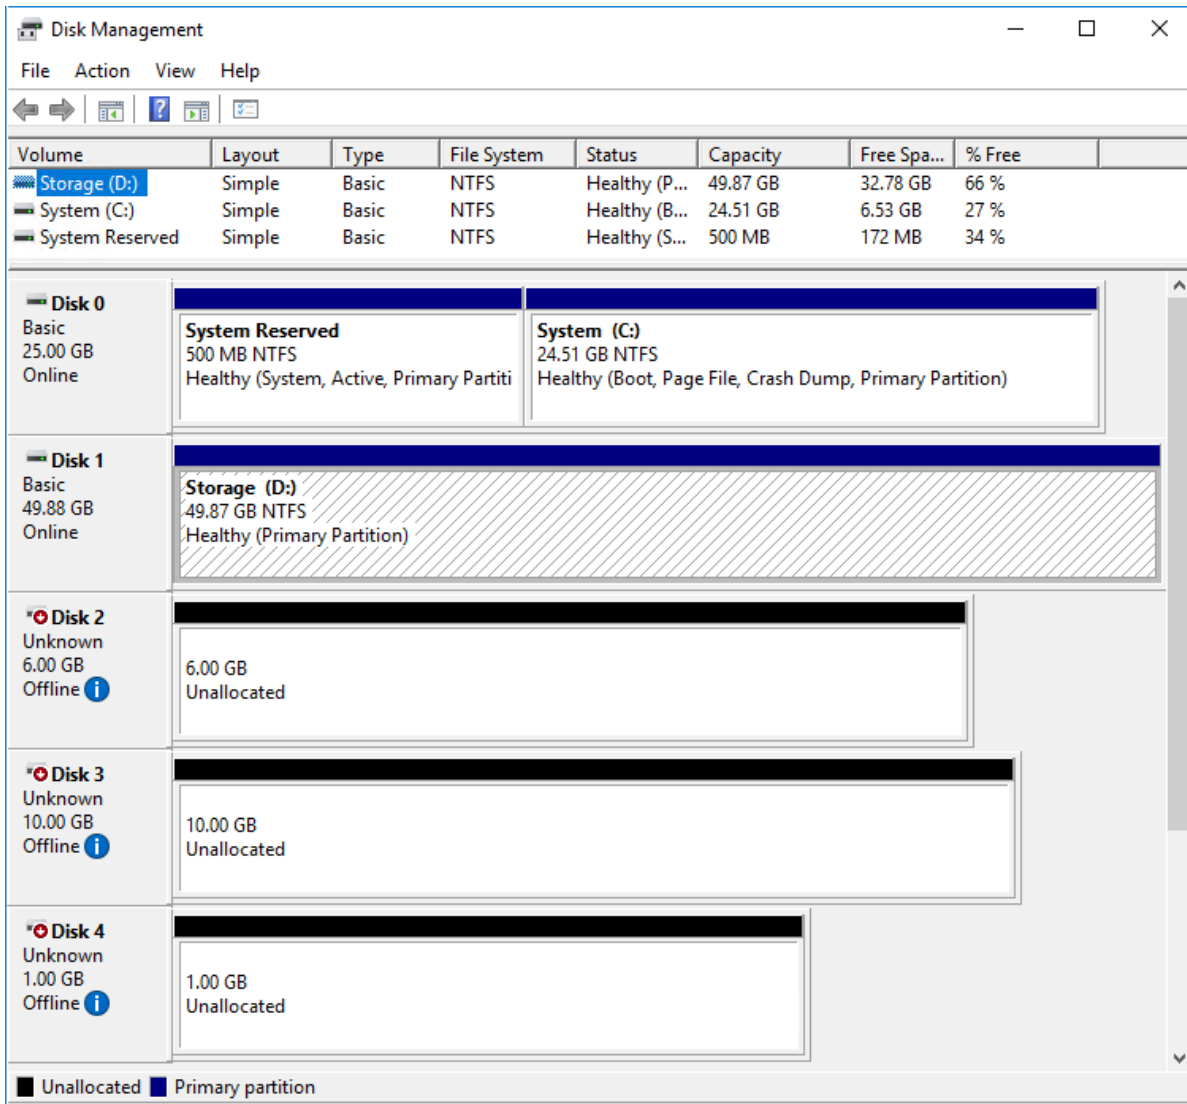 Disk Management
File Action View Help
Volume Layout Type File System Status Capacity Free Spa... % Free
Storage (D:) Simple Basic NTFS Healthy (P... 49.87 GB 32.78 GB 66 %
System (C:) Simple Basic NTFS Healthy (B... 24.51 GB 6.53 GB 27 %
System Reserved Simple Basic NTFS Healthy (S... 500 MB 172 MB 34 %
Disk 0
Basic
25.00 GB
Online
System Reserved
500 MB NTFS
Healthy (System, Active, Primary Partiti
System (C:)
24.51 GB NTFS
Healthy (Boot, Page File, Crash Dump, Primary Partition)
Disk 1
Basic
49.88 GB
Online
Storage (D:)
49.87 GB NTFS
Healthy (Primary Partition)
Disk 2
Unknown
6.00 GB
Offline
6.00 GB
Unallocated
Disk 3
Unknown
10.00 GB
Offline
10.00 GB
Unallocated
Disk 4
Unknown
1.00 GB
Offline
1.00 GB
Unallocated
Unallocated Primary partition